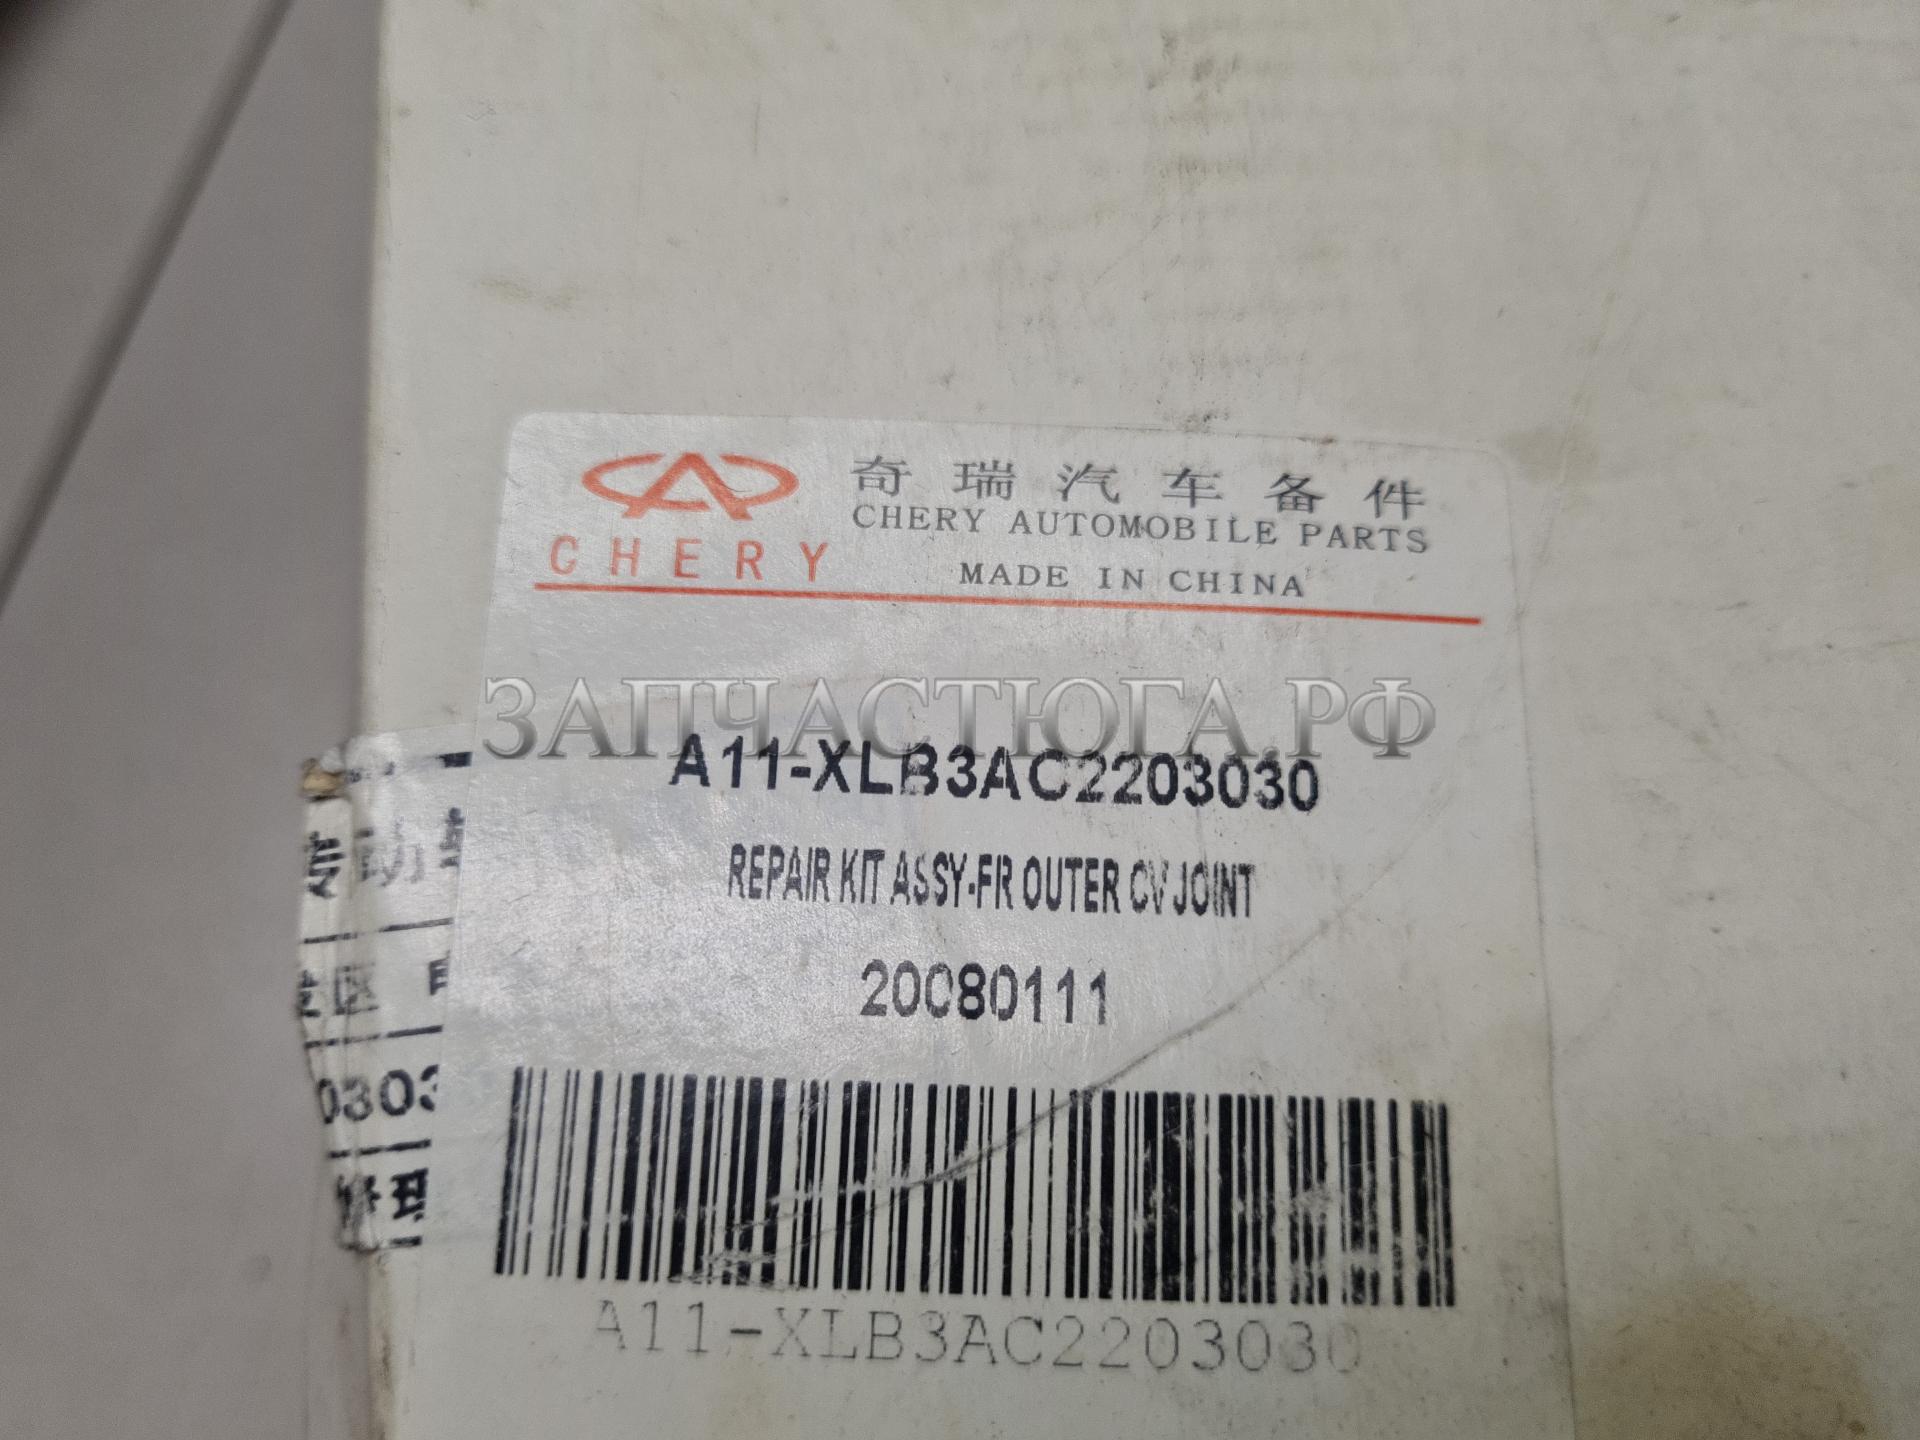 奇瑞汽车备件
CHERY AUTOMOBILE PARTS
CHERY
MADE IN CHINA
ЗАПЧАСТЮГА.РФ
A11-XLB3AC2203030
REPAIR KIT ASSY-FR OUTER CV JOINT
20080111
0303
A11-XLB3AC2203030